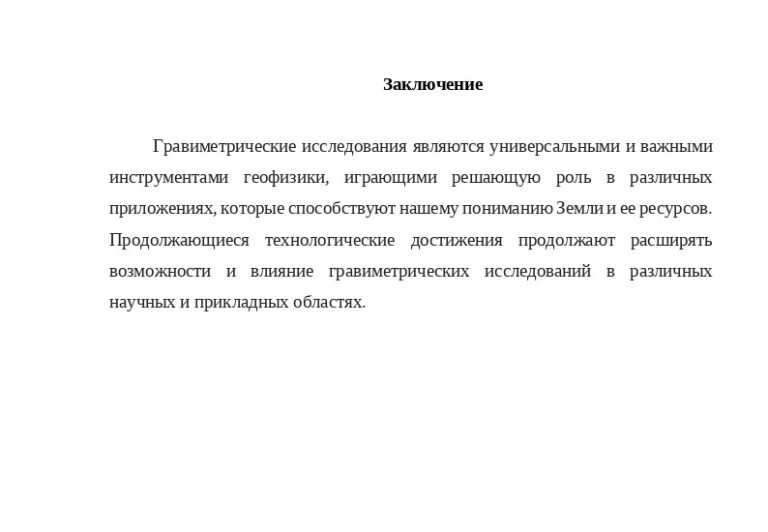 Заключение
Гравиметрические исследования являются универсальными и важными
инструментами геофизики, играющими решающую роль в различных
приложениях, которые способствуют нашему пониманию Земли и ее ресурсов.
Продолжающиеся технологические достижения продолжают расширять
возможности и влияние гравиметрических исследований в различных
научных и прикладных областях.